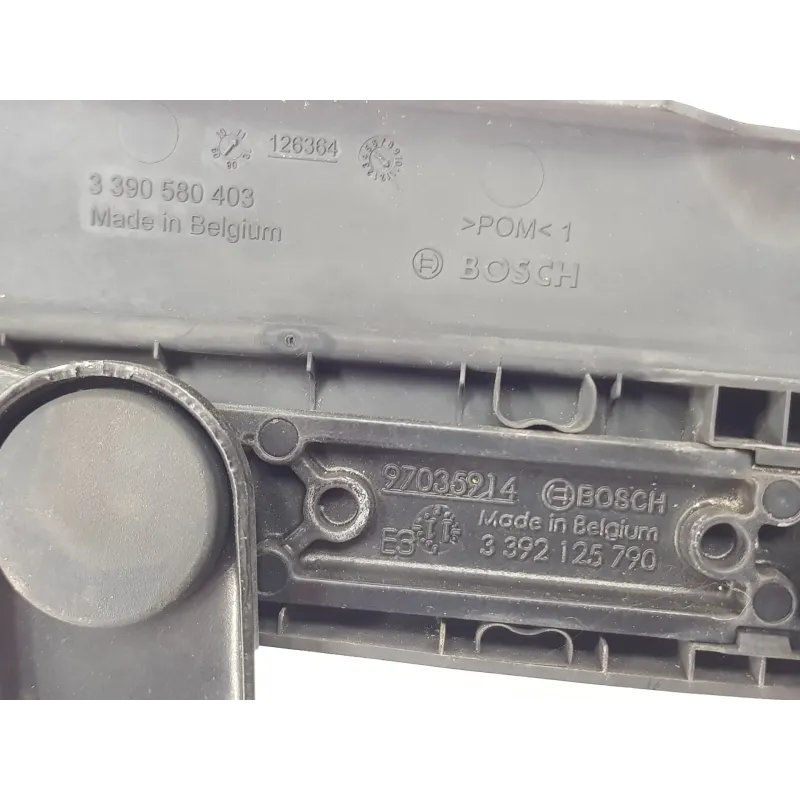 126364
3 390 580 403
Made in Belgium
>POM< 1
BOSCH
97035914 BOSCH
Made in Belgium
E8 3 392 125 790